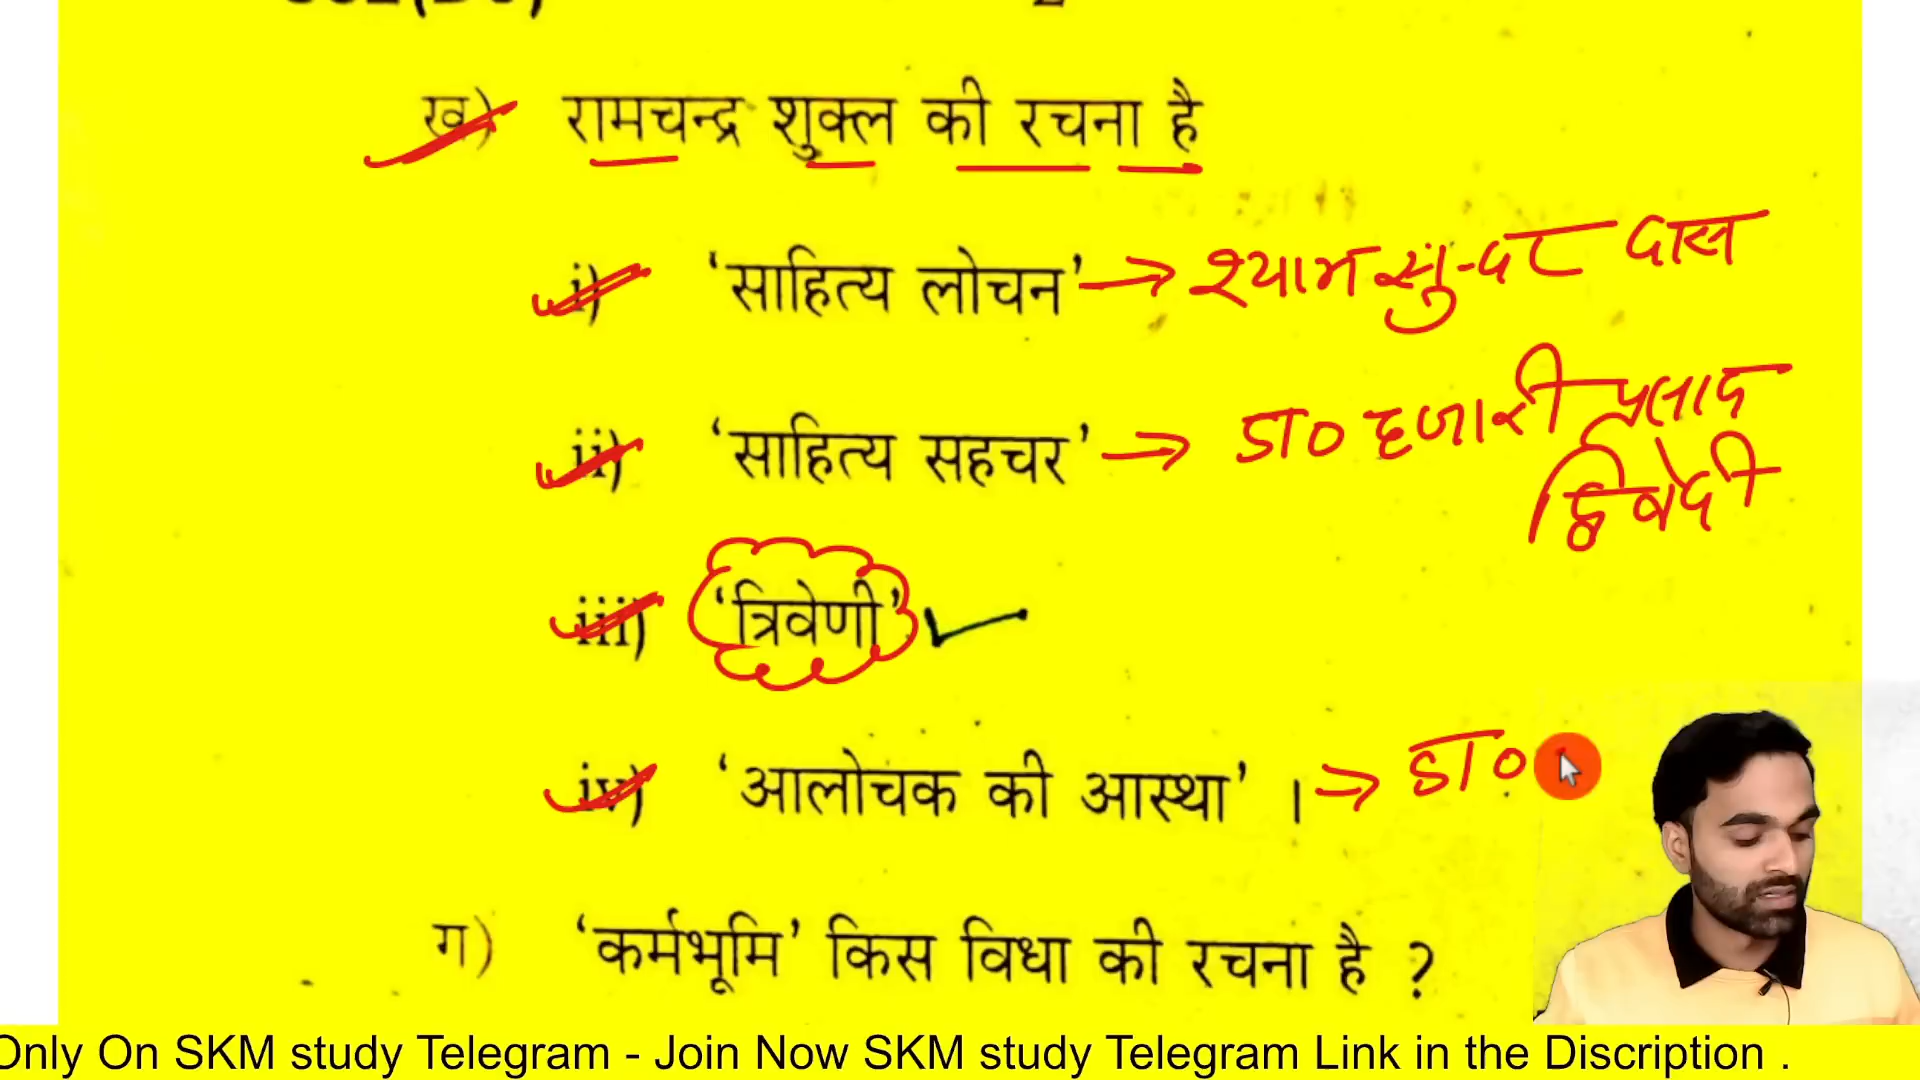 ख) रामचन्द्र शुक्ल की रचना है
i) ‘साहित्य लोचन’ → श्याम सुन्दर दास
ii) ‘साहित्य सहचर’ → डा० हजारी प्रसाद
द्विवेदी
iii) ‘त्रिवेणी’
iv) ‘आलोचक की आस्था’ । → डा०
ग) ‘कर्मभूमि’ किस विधा की रचना है ?
Only On SKM study Telegram - Join Now SKM study Telegram Link in the Discription .